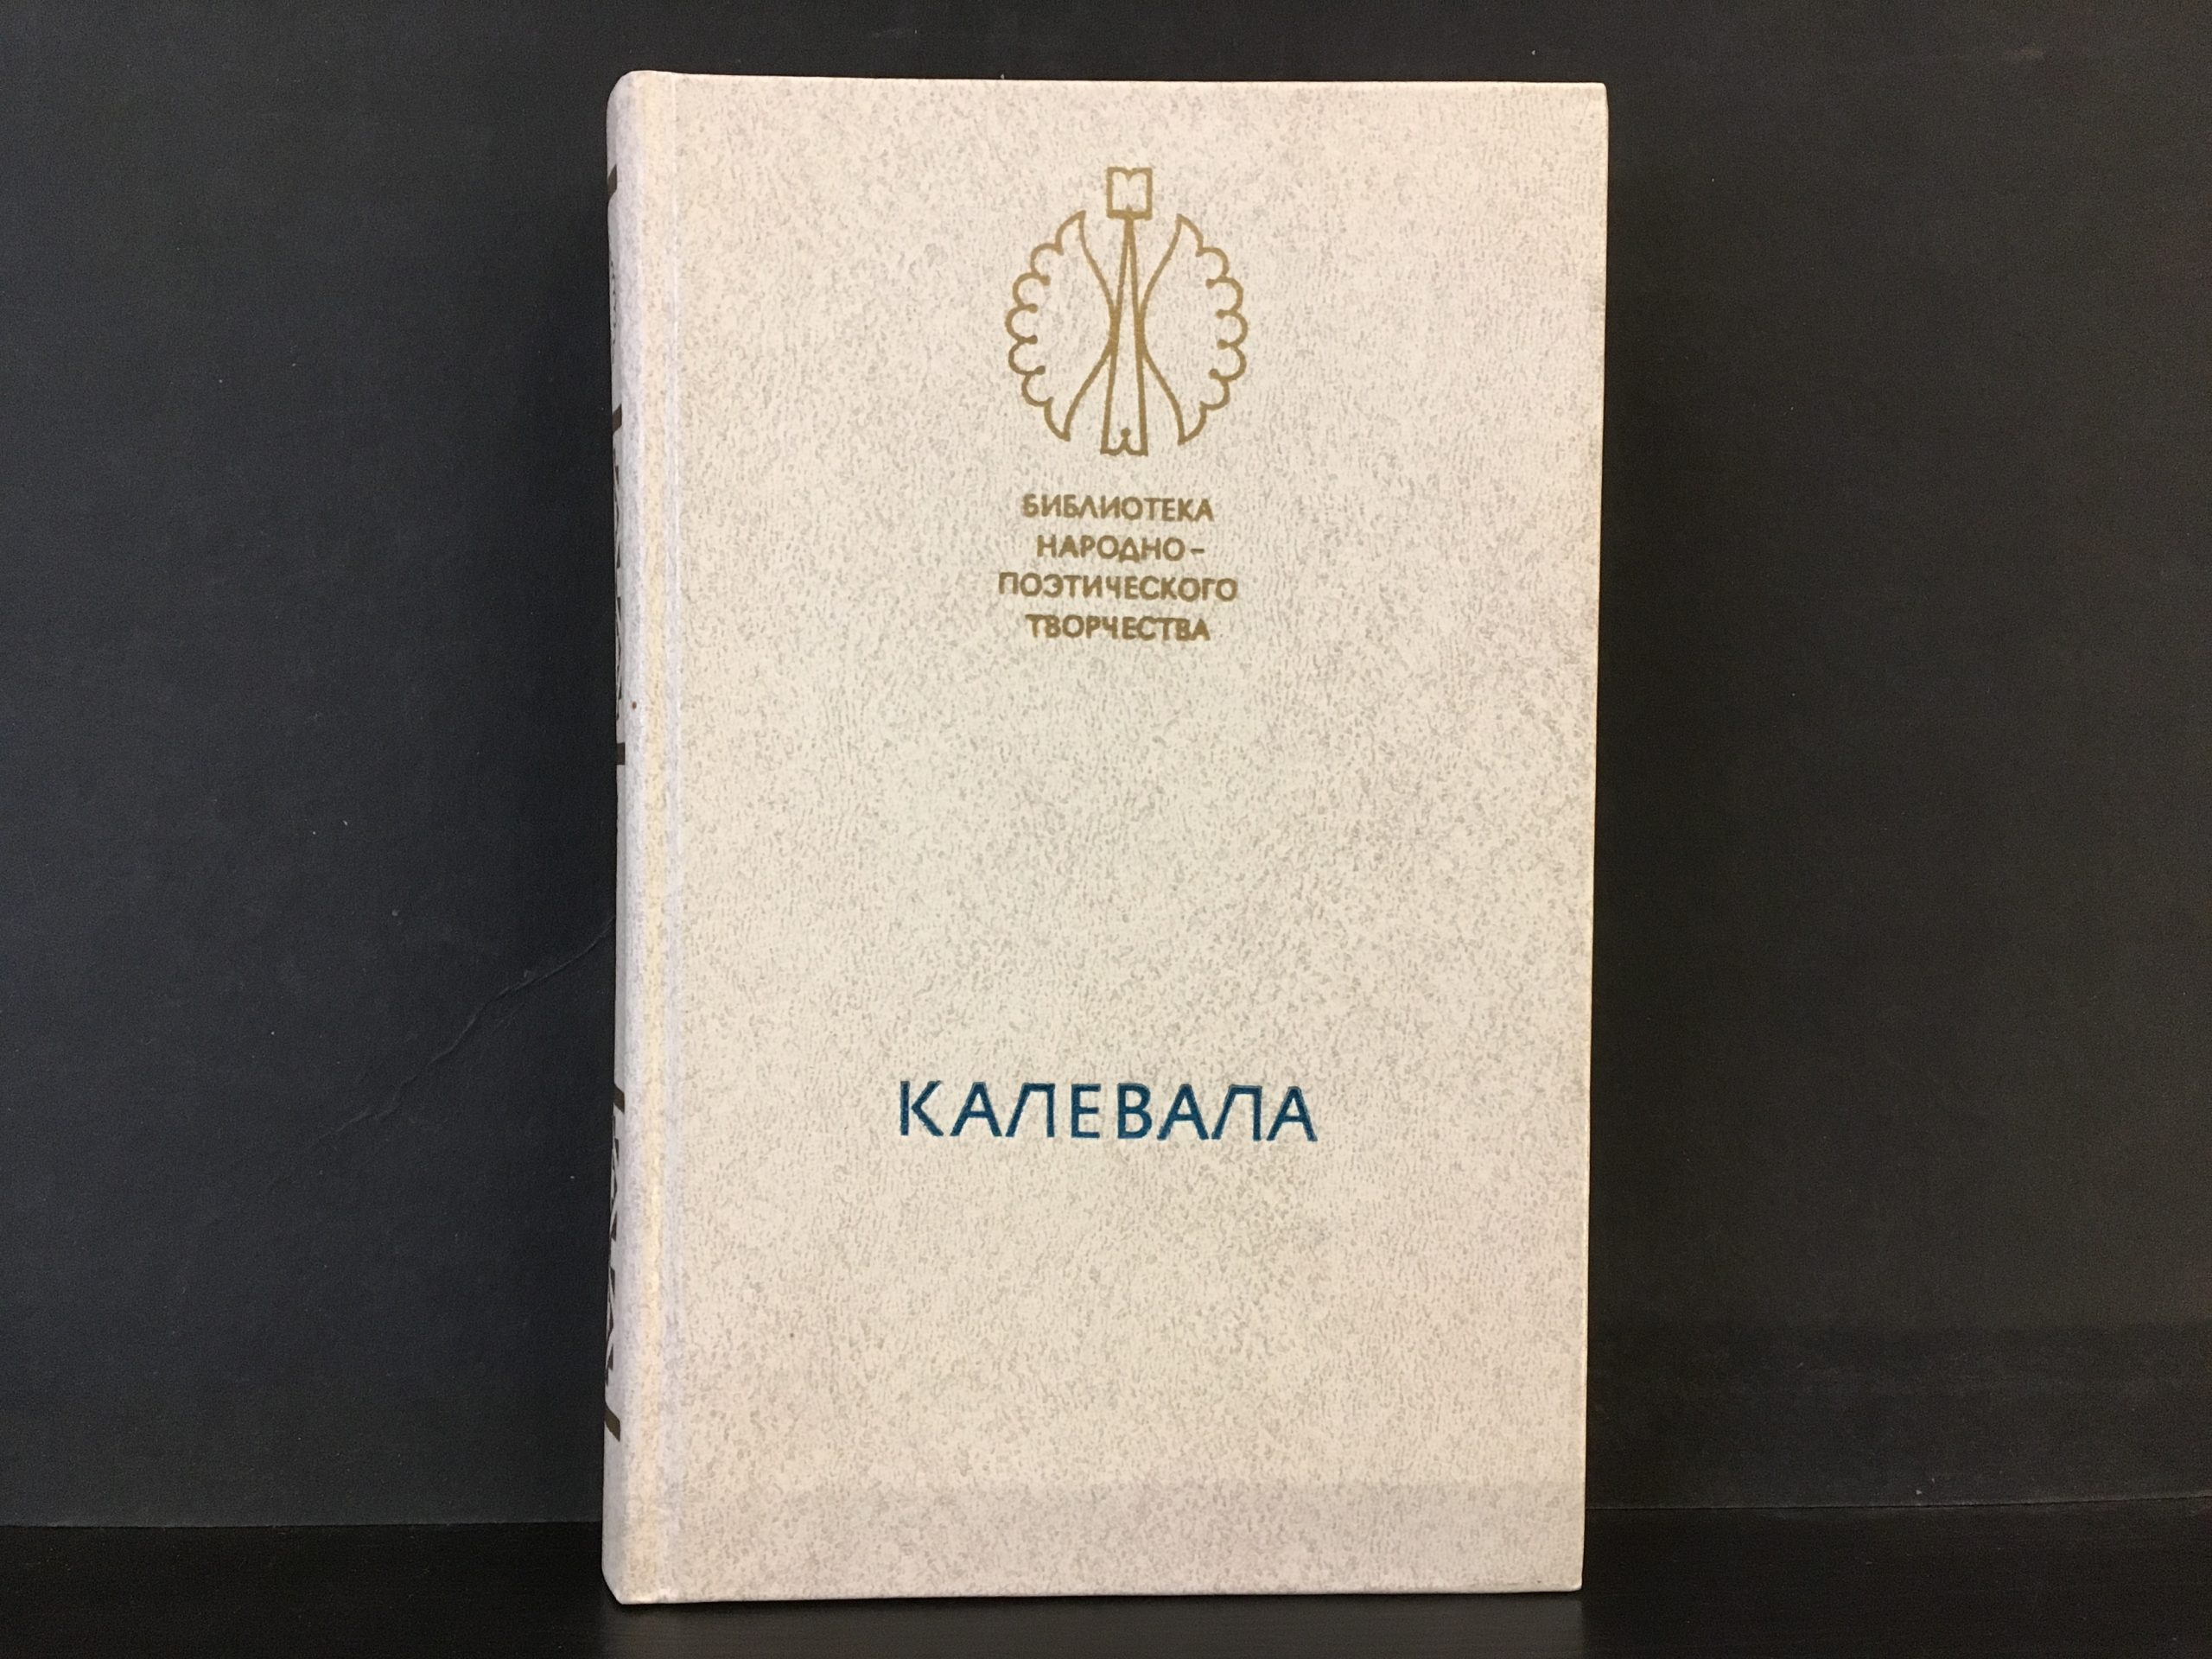 БИБЛИОТЕКА
НАРОДНО-
ПОЭТИЧЕСКОГО
ТВОРЧЕСТВА
КАЛЕВАЛА